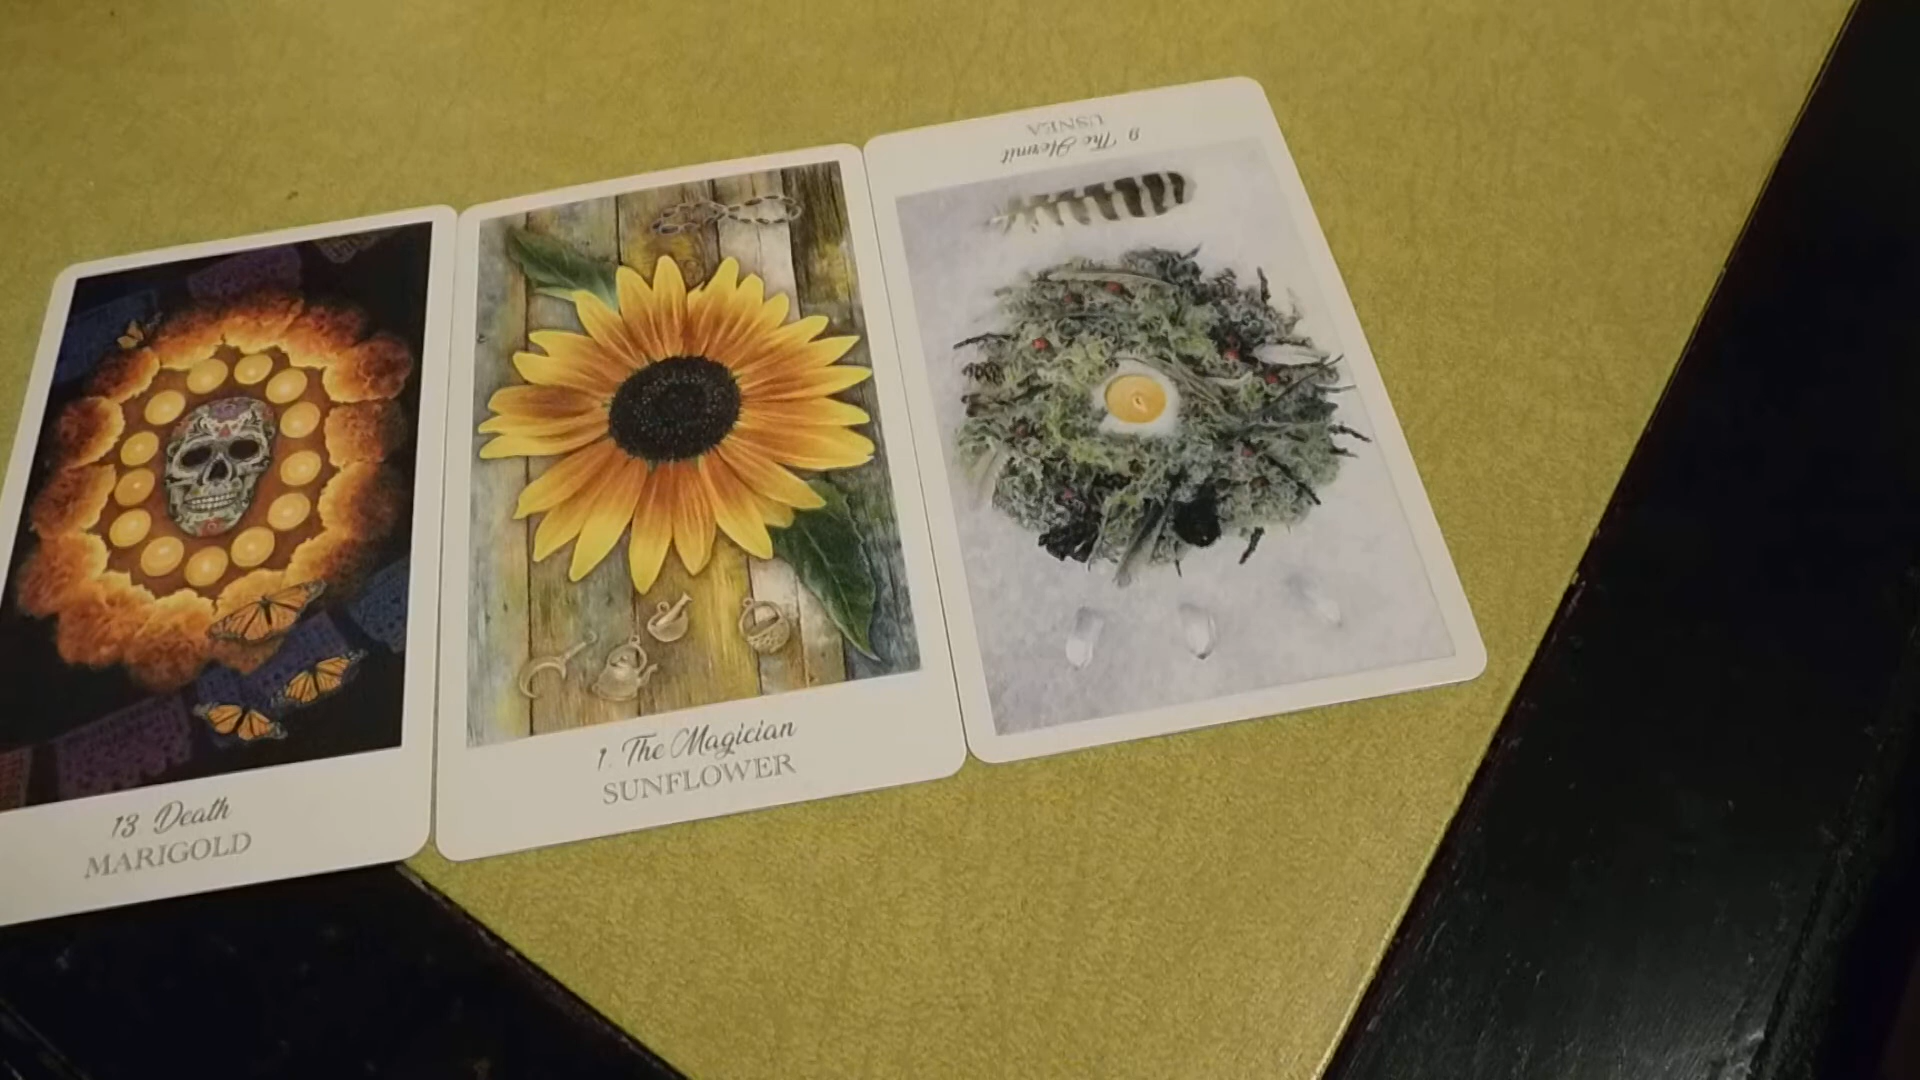 13 Death
MARIGOLD
1. The Magician
SUNFLOWER
9 The Hermit
USNEA